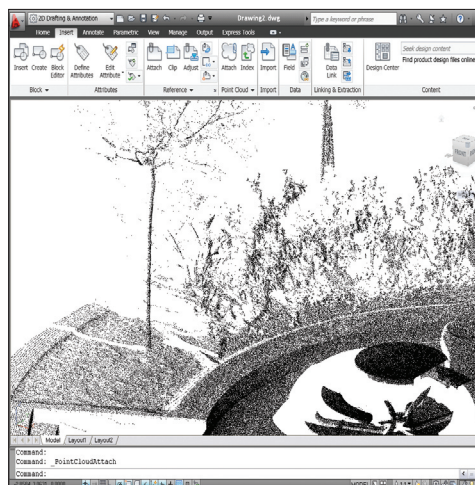 2D Drafting & Annotation
Drawing2.dwg
Type a keyword or phrase
Home Insert Annotate Parametric View Manage Output Express Tools
Insert Create Block Editor
Define Attributes Edit Attribute
Attach Clip Adjust
Attach Index
Import
Field
Data Link
Design Center
Seek design content
Find product design files online
Block Attributes Reference Point Cloud Import Data Linking & Extraction Content
Model Layout1 Layout2
Command:
Command: _PointCloudAttach
Command:
MODEL